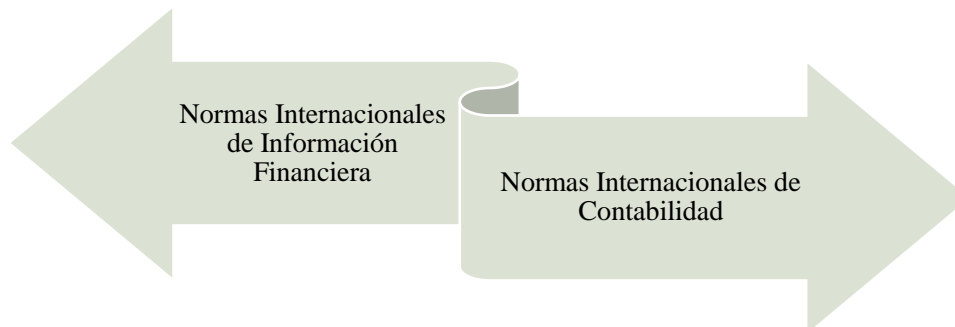 Normas Internacionales
de Información
Financiera
Normas Internacionales de
Contabilidad